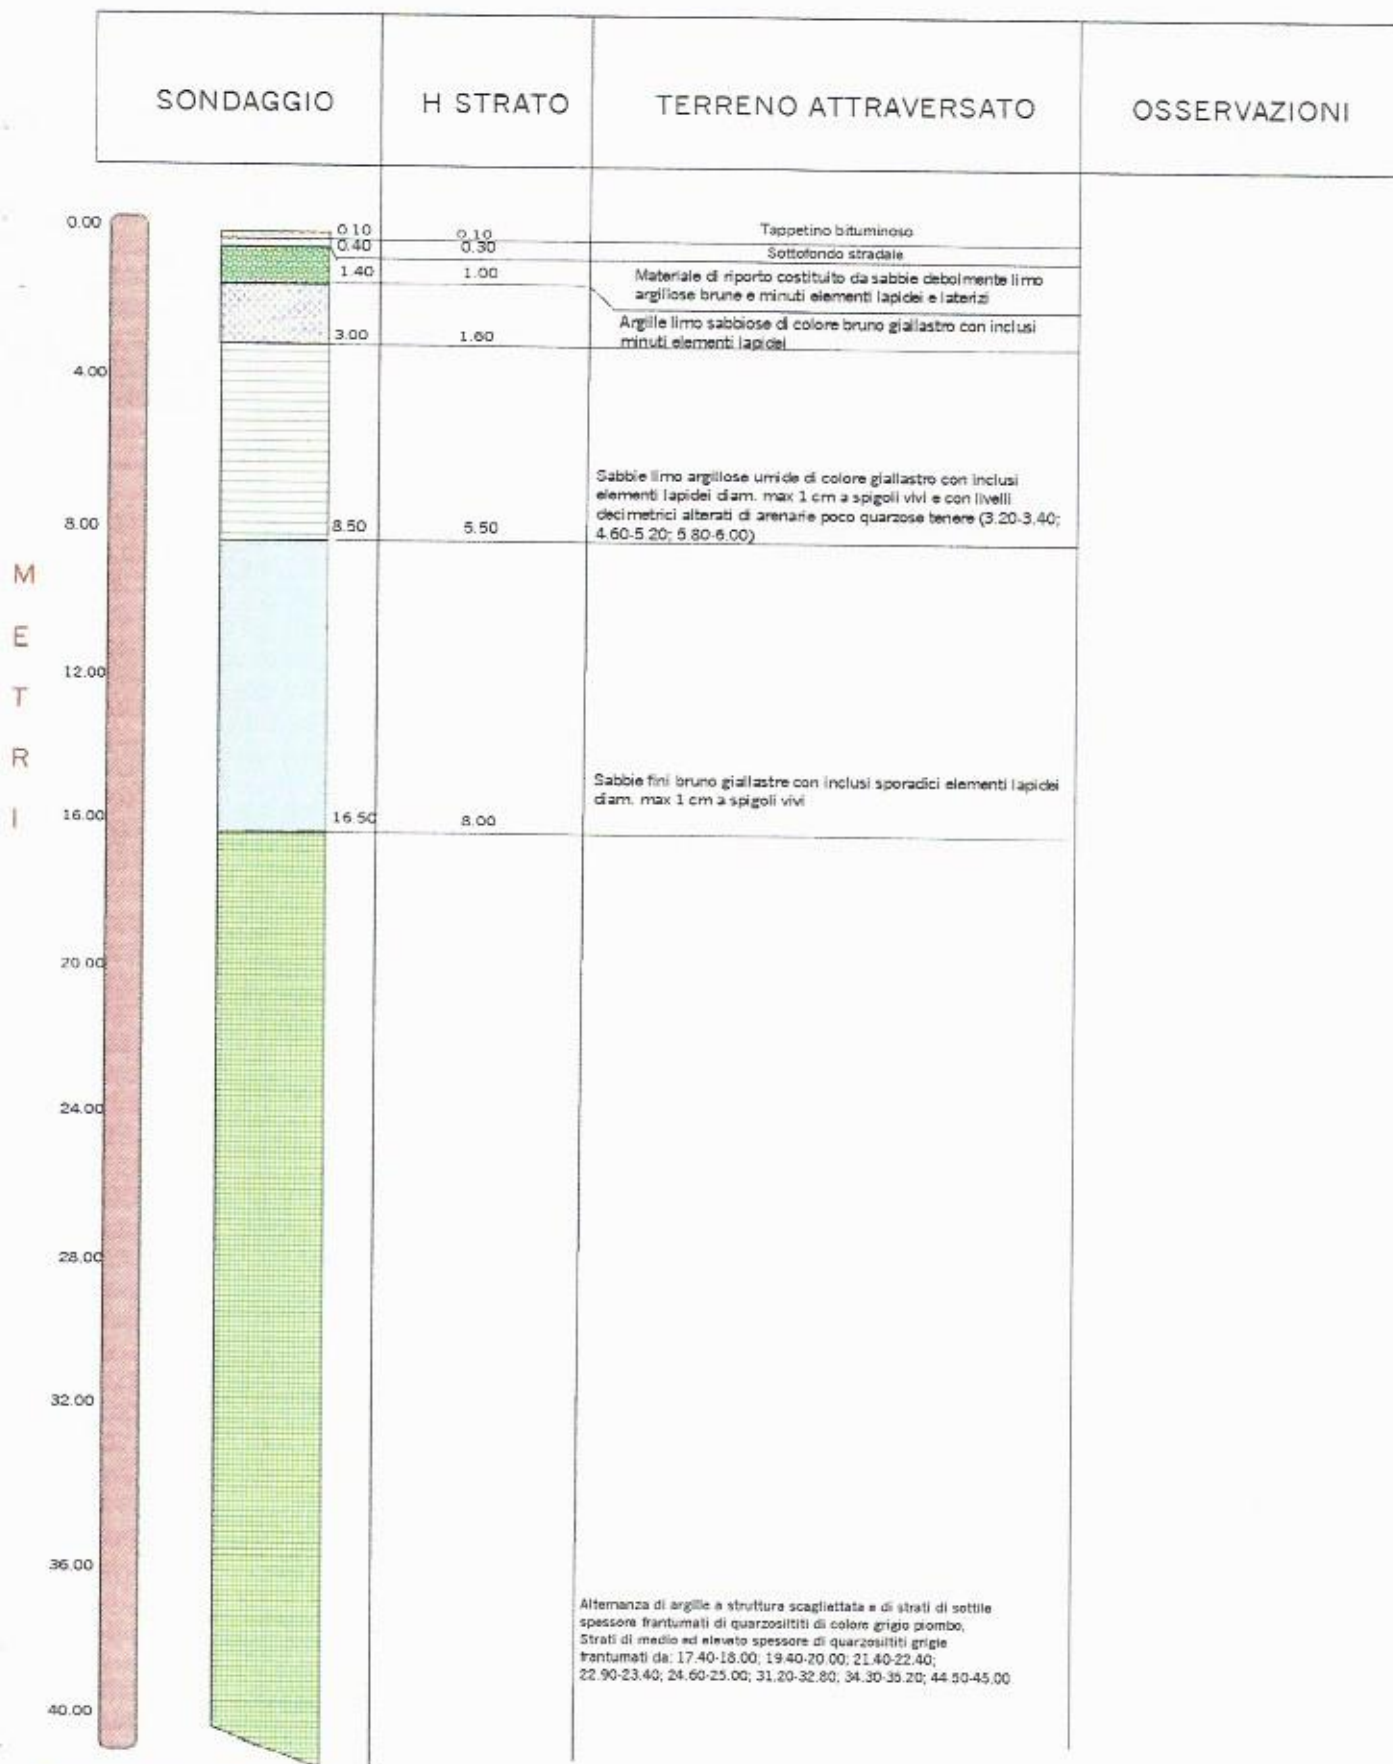 SONDAGGIO H STRATO TERRENO ATTRAVERSATO OSSERVAZIONI
0.00
0.10 0.10 Tappetino bituminoso
0.40 0.30 Sottofondo stradale
1.40 1.00 Materiale di riporto costituito da sabbie debolmente limo
argillose brune e minuti elementi lapidei e laterizi
Argille limo sabbiose di colore bruno giallastro con inclusi
3.00 1.60 minuti elementi lapidei
4.00
Sabbie limo argillose umide di colore giallastro con inclusi
elementi lapidei diam. max 1 cm a spigoli vivi e con livelli
decimetrici alterati di arenarie poco quarzose tenere (3.20-3.40;
8.00 8.50 5.50 4.60-5.20; 5.80-6.00)
METRI
12.00
Sabbie fini bruno giallastre con inclusi sporadici elementi lapidei
diam. max 1 cm a spigoli vivi
16.00 16.50 8.00
20.00
24.00
28.00
32.00
36.00
Alternanza di argille a struttura scagliettata e di strati di sottile
spessore frantumati di quarzosiltiti di colore grigio piombo.
Strati di medio ed elevato spessore di quarzosiltiti grigie
frantumati da: 17.40-18.00; 19.40-20.00; 21.40-22.40;
22.90-23.40; 24.60-25.00; 31.20-32.80; 34.30-35.20; 44.50-45.00
40.00